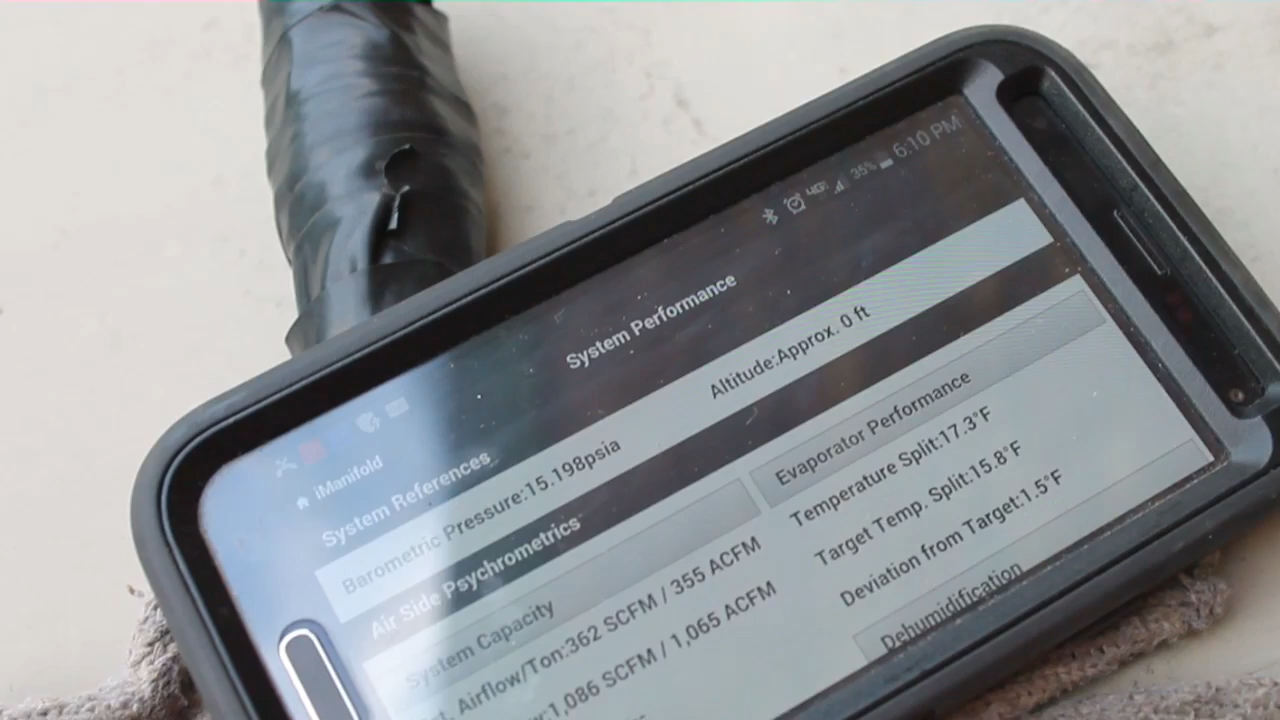 4G 35% 6:10 PM
System Performance
iManifold
System References
Barometric Pressure:15.198psia
Altitude:Approx. 0 ft
Air Side Psychrometrics
System Capacity
Airflow/Ton:362 SCFM / 355 ACFM
1,086 SCFM / 1,065 ACFM
Evaporator Performance
Temperature Split:17.3°F
Target Temp. Split:15.8°F
Deviation from Target:1.5°F
Dehumidification